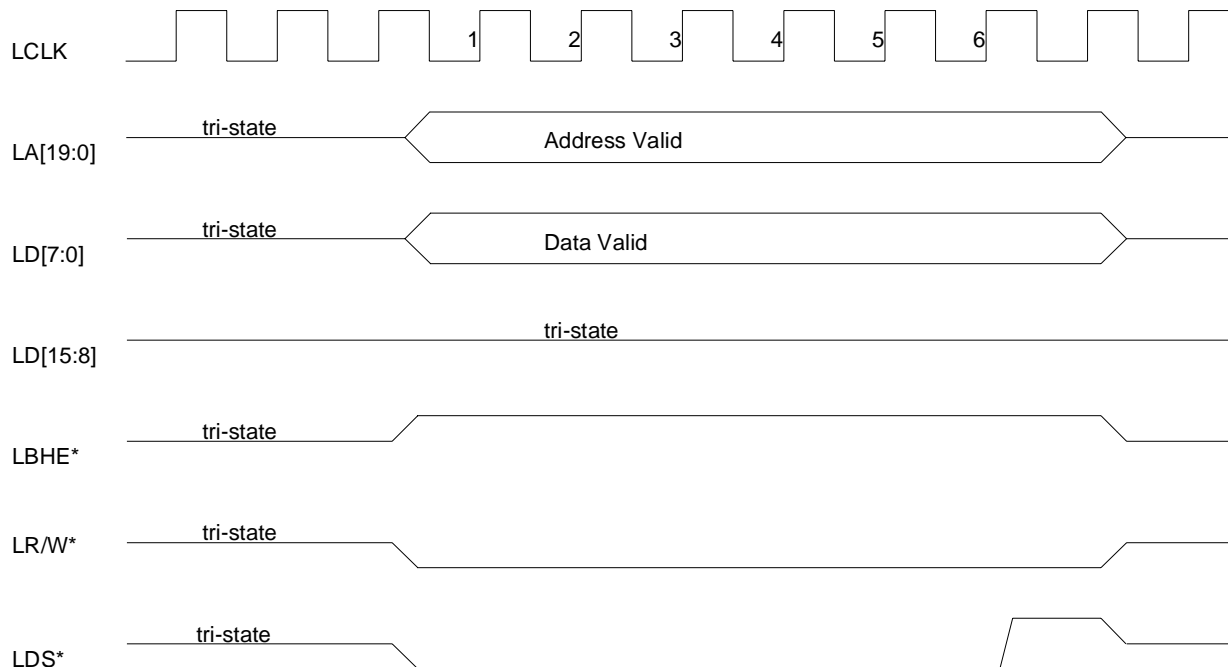 LCLK 1 2 3 4 5 6
tri-state
LA[19:0] Address Valid
tri-state
LD[7:0] Data Valid
tri-state
LD[15:8]
tri-state
LBHE*
tri-state
LR/W*
tri-state
LDS*